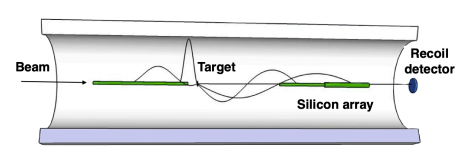 Beam
Target
Recoil
detector
Silicon array